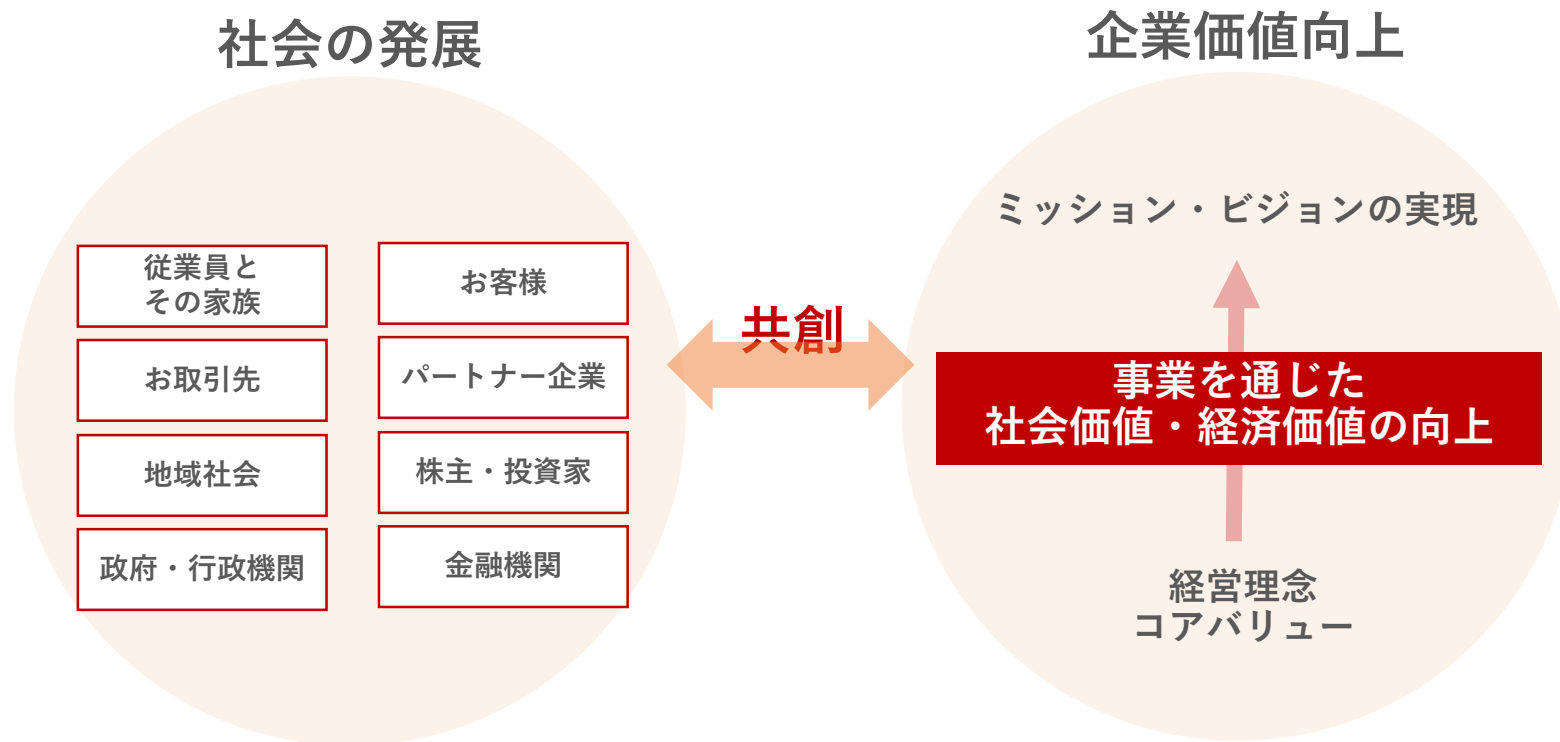 社会の発展
従業員と
その家族
お客様
お取引先
パートナー企業
地域社会
株主・投資家
政府・行政機関
金融機関
共創
企業価値向上
ミッション・ビジョンの実現
事業を通じた
社会価値・経済価値の向上
経営理念
コアバリュー